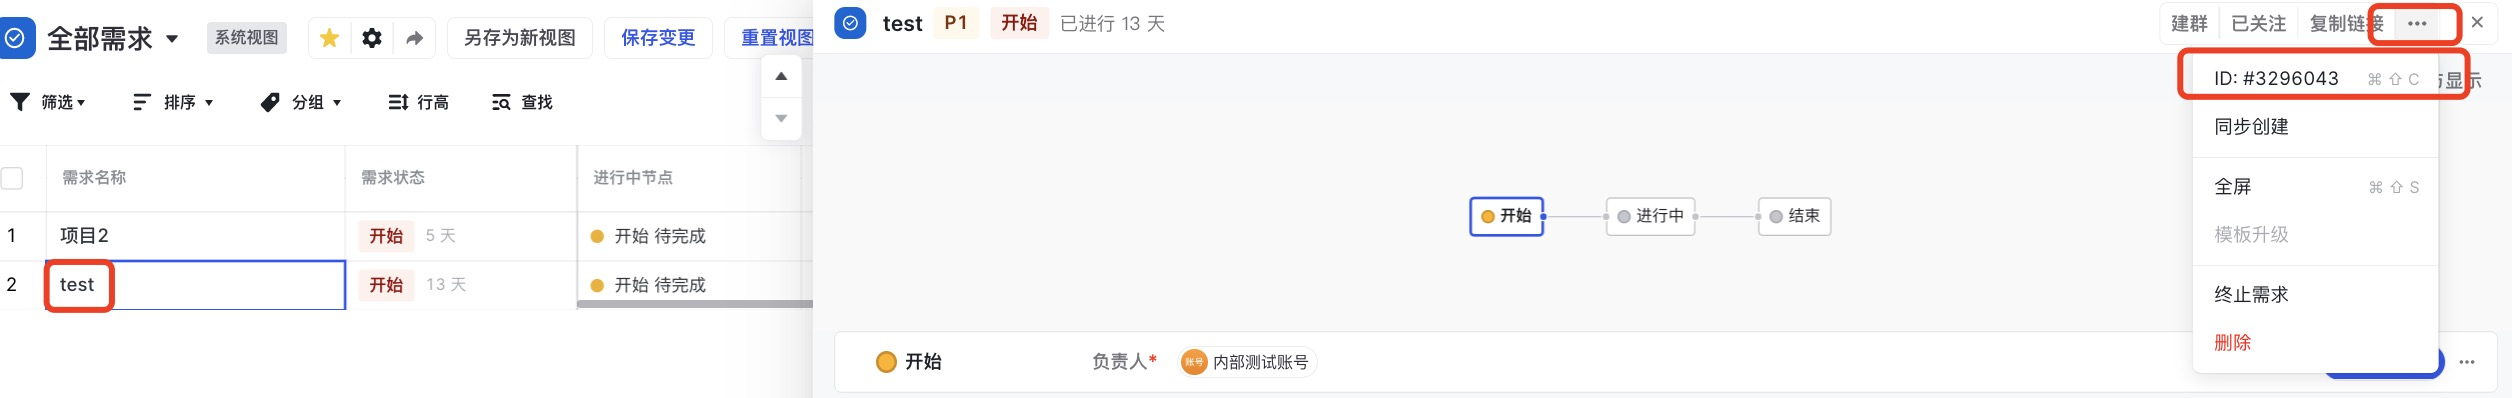 全部需求 系统视图 另存为新视图 保存变更 重置视图
筛选 排序 分组 行高 查找
需求名称 需求状态 进行中节点
1 项目2 开始 5 天 开始 待完成
2 test 开始 13 天 开始 待完成
test P1 开始 已进行 13 天 建群 已关注 复制链接
ID: #3296043 ⌘ ⇧ C 显示
同步创建
全屏 ⌘ ⇧ S
模板升级
终止需求
删除
开始 进行中 结束
开始 负责人* 账号 内部测试账号